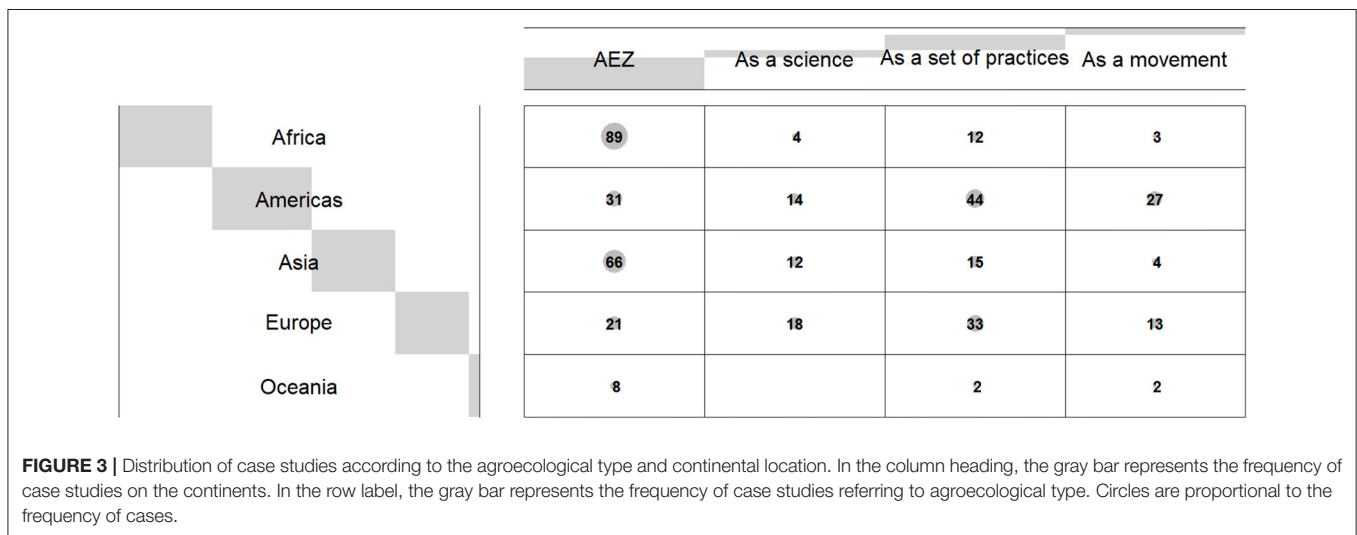 AEZ As a science As a set of practices As a movement
Africa 89 4 12 3
Americas 31 14 44 27
Asia 66 12 15 4
Europe 21 18 33 13
Oceania 8 2 2
FIGURE 3 | Distribution of case studies according to the agroecological type and continental location. In the column heading, the gray bar represents the frequency of
case studies on the continents. In the row label, the gray bar represents the frequency of case studies referring to agroecological type. Circles are proportional to the
frequency of cases.